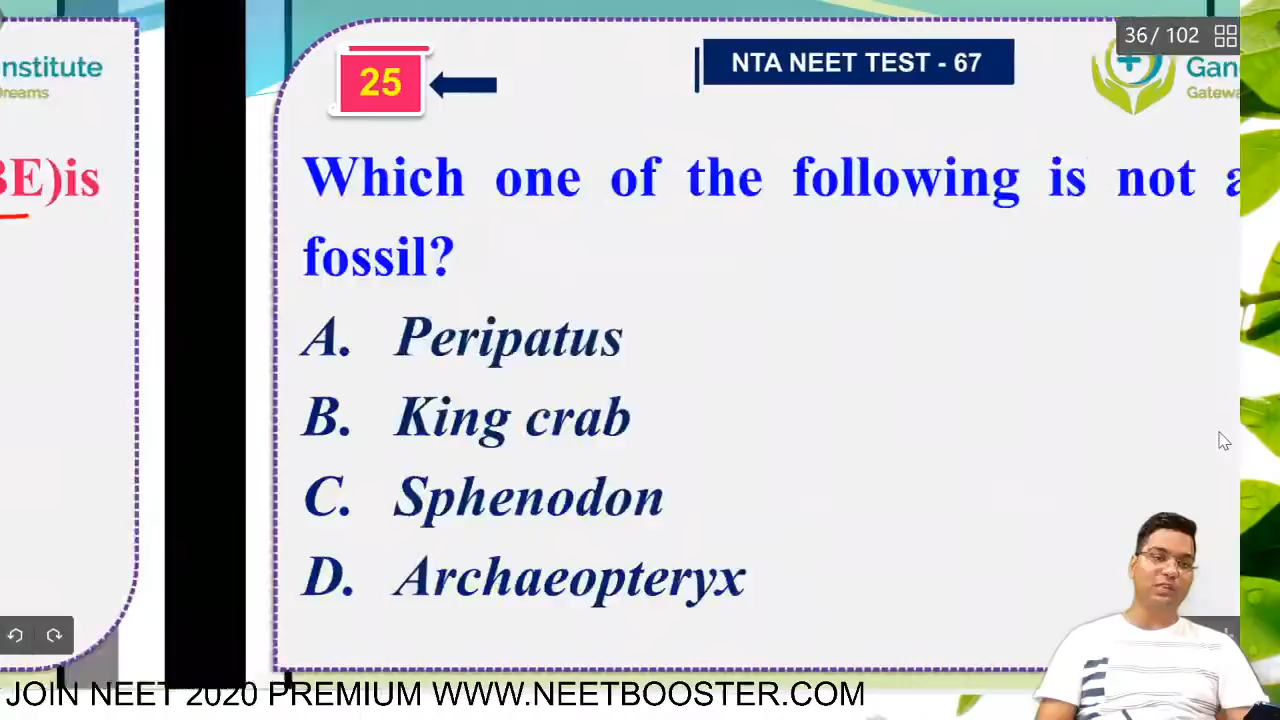 nstitute
Dreams
BE)is
25
NTA NEET TEST - 67
36 / 102
Gan
Gatewa
Which one of the following is not a
fossil?
A. Peripatus
B. King crab
C. Sphenodon
D. Archaeopteryx
JOIN NEET 2020 PREMIUM WWW.NEETBOOSTER.COM